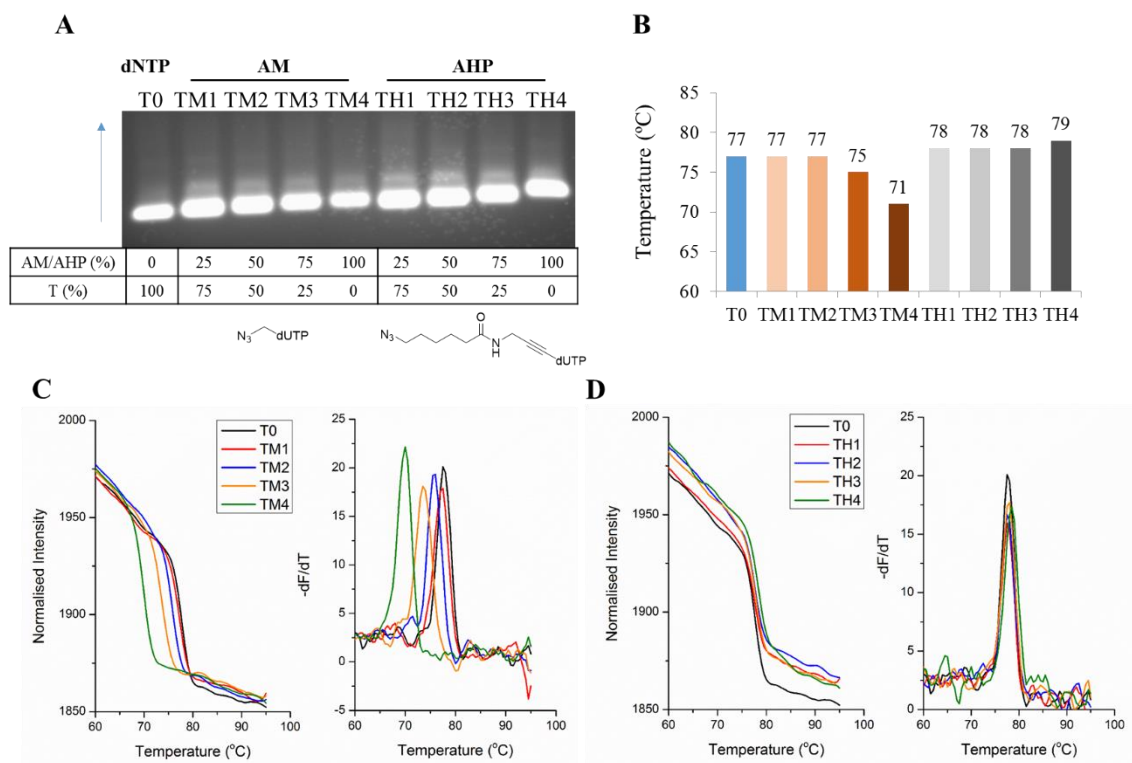 A
dNTP AM AHP
T0 TM1 TM2 TM3 TM4 TH1 TH2 TH3 TH4
AM/AHP (%) 0 25 50 75 100 25 50 75 100
T (%) 100 75 50 25 0 75 50 25 0
N3 dUTP
N3 O N H dUTP
B
Temperature (ºC)
85
80
75
70
65
60
77 77 77 75 71 78 78 78 79
T0 TM1 TM2 TM3 TM4 TH1 TH2 TH3 TH4
C
Normalised Intensity
2000
1950
1900
1850
60 70 80 90 100
Temperature (°C)
T0
TM1
TM2
TM3
TM4
-dF/dT
25
20
15
10
5
0
-5
60 70 80 90 100
Temperature (°C)
D
Normalised Intensity
2000
1950
1900
1850
60 70 80 90 100
Temperature (°C)
T0
TH1
TH2
TH3
TH4
-dF/dT
25
20
15
10
5
0
60 70 80 90 100
Temperature (°C)